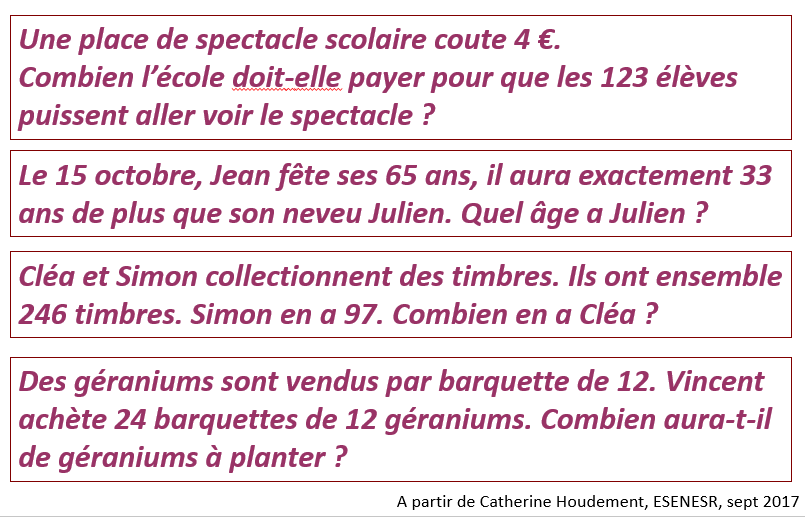 Une place de spectacle scolaire coute 4 €.
Combien l’école doit-elle payer pour que les 123 élèves
puissent aller voir le spectacle ?
Le 15 octobre, Jean fête ses 65 ans, il aura exactement 33
ans de plus que son neveu Julien. Quel âge a Julien ?
Cléa et Simon collectionnent des timbres. Ils ont ensemble
246 timbres. Simon en a 97. Combien en a Cléa ?
Des géraniums sont vendus par barquette de 12. Vincent
achète 24 barquettes de 12 géraniums. Combien aura-t-il
de géraniums à planter ?
A partir de Catherine Houdement, ESENESR, sept 2017